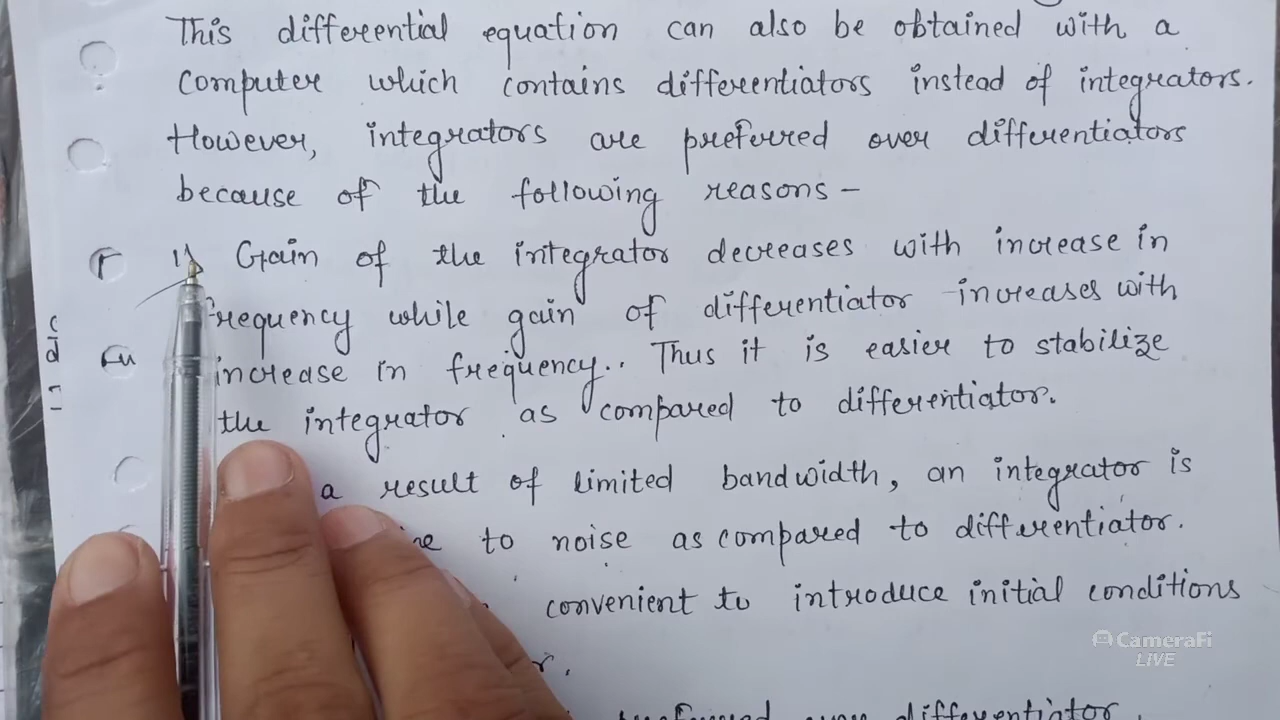 This differential equation can also be obtained with a
computer which contains differentiators instead of integrators.
However, integrators are preferred over differentiators
because of the following reasons -
1) Gain of the integrator decreases with increase in
frequency while gain of differentiator increases with
increase in frequency.. Thus it is easier to stabilize
the integrator as compared to differentiator.
a result of limited bandwidth, an integrator is
to noise as compared to differentiator.
convenient to introduce initial conditions
preferred over differentiator.
CameraFi
LIVE